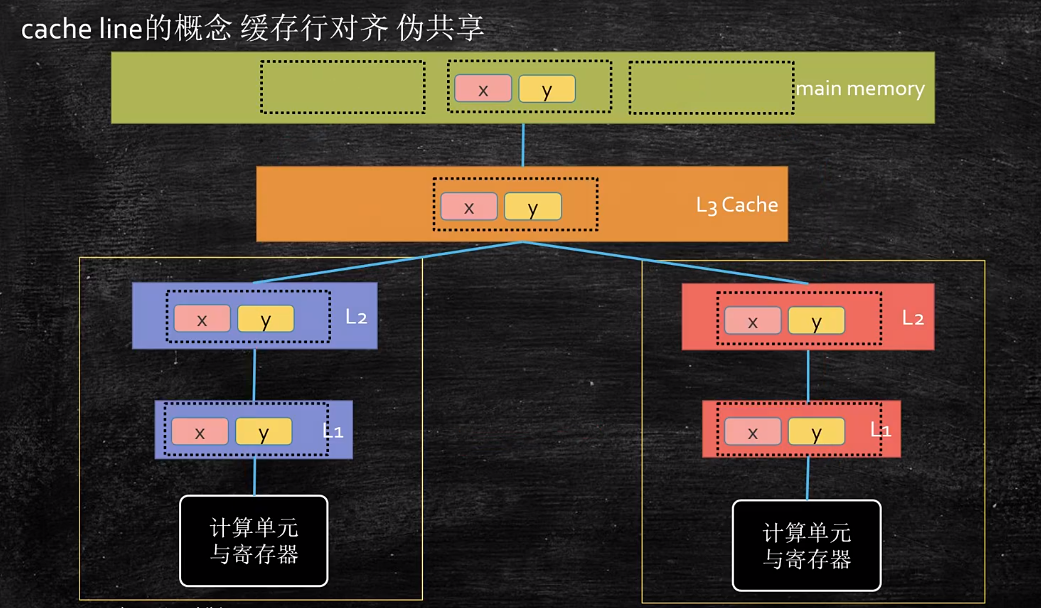 cache line的概念 缓存行对齐 伪共享
x y main memory
x y L3 Cache
x y L2
x y L2
x y L1
x y L1
计算单元
与寄存器
计算单元
与寄存器